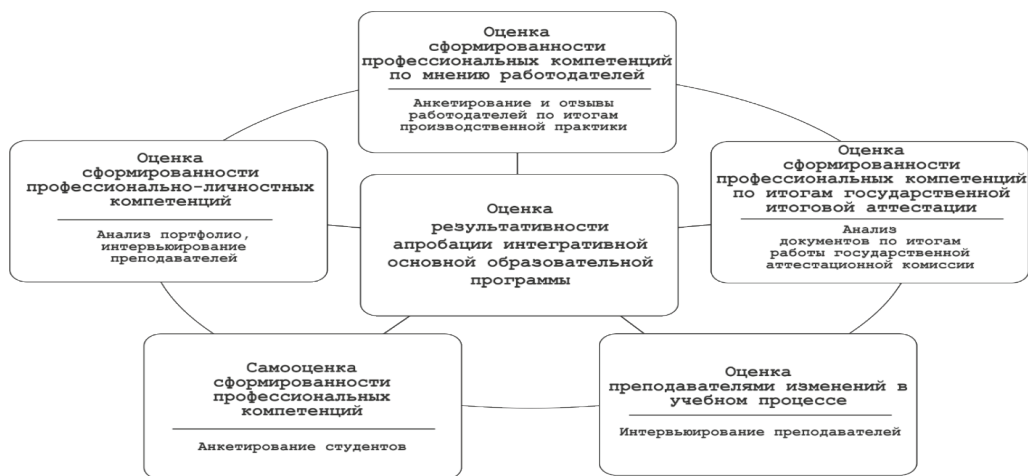 Оценка
сформированности
профессиональных компетенций
по мнению работодателей
Анкетирование и отзывы
работодателей по итогам
производственной практики
Оценка
сформированности
профессионально-личностных
компетенций
Анализ портфолио,
интервьюирование
преподавателей
Оценка
результативности
апробации интегративной
основной образовательной
программы
Оценка
сформированности
профессиональных компетенций
по итогам государственной
итоговой аттестации
Анализ
документов по итогам
работы государственной
аттестационной комиссии
Самооценка
сформированности
профессиональных
компетенций
Анкетирование студентов
Оценка
преподавателями изменений в
учебном процессе
Интервьюирование преподавателей